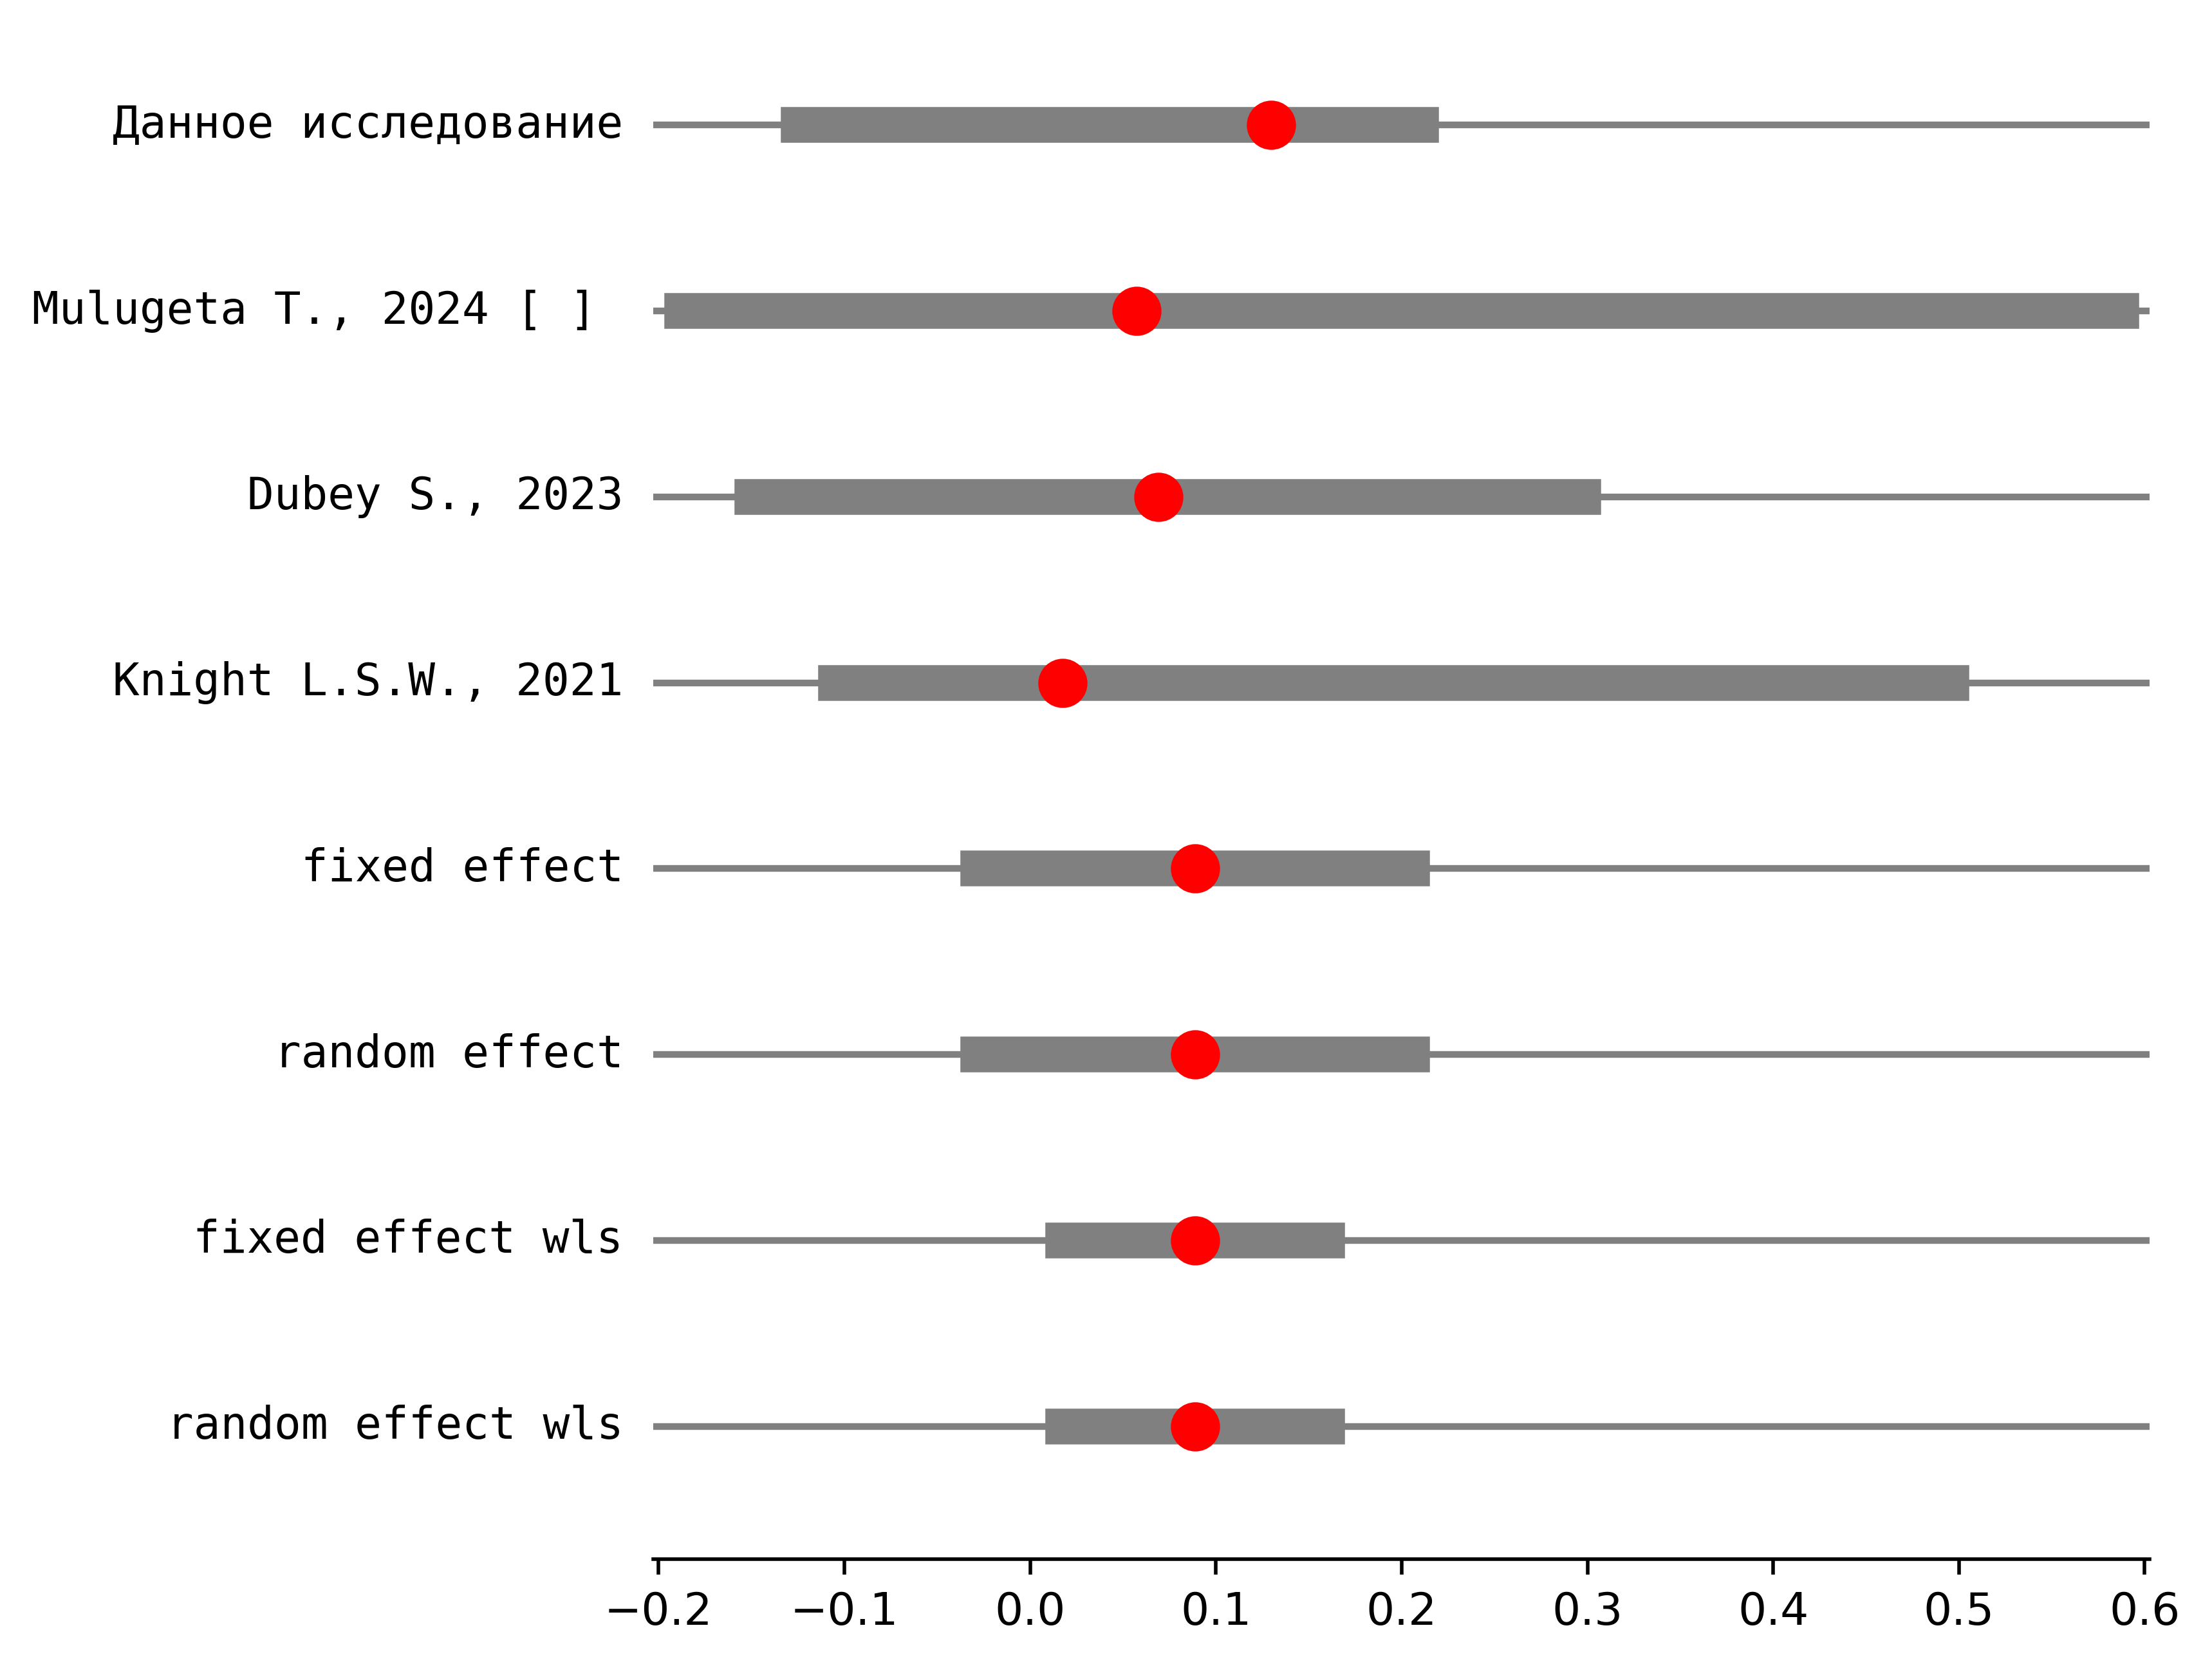 Данное исследование
Mulugeta T., 2024 [ ]
Dubey S., 2023
Knight L.S.W., 2021
fixed effect
random effect
fixed effect wls
random effect wls
−0.2 −0.1 0.0 0.1 0.2 0.3 0.4 0.5 0.6